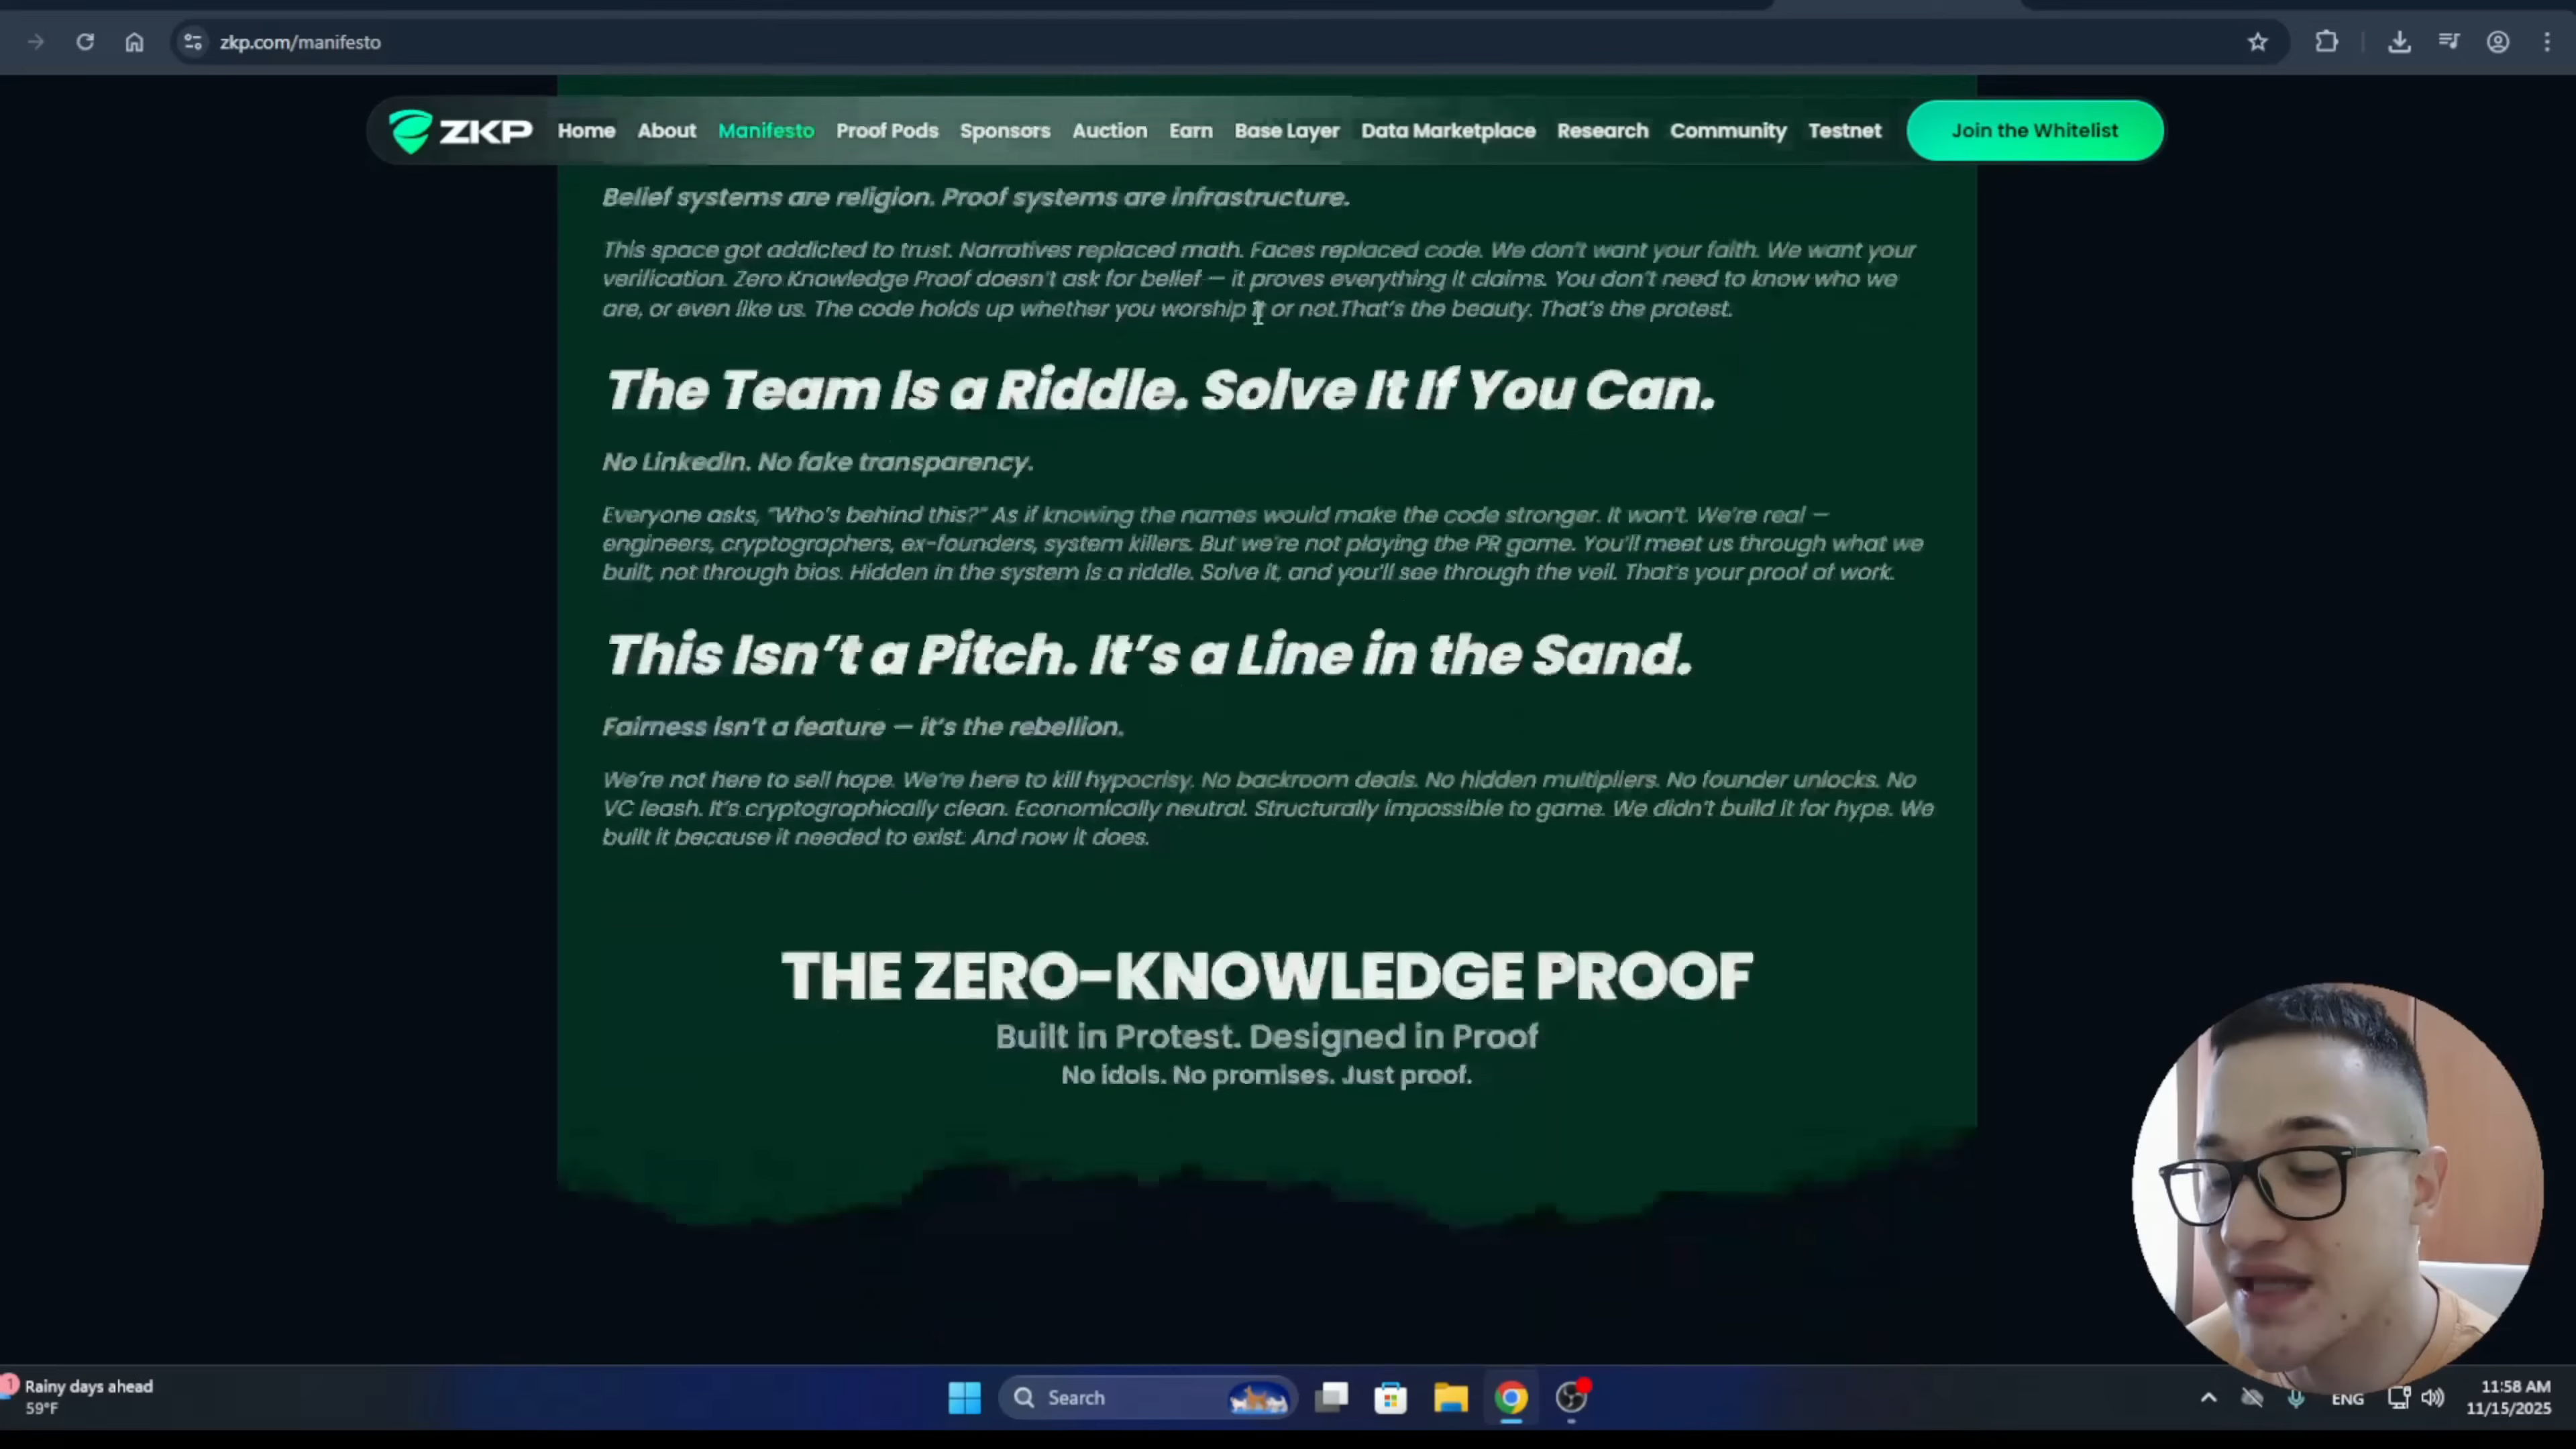 zkp.com/manifesto
ZKP Home About Manifesto Proof Pods Sponsors Auction Earn Base Layer Data Marketplace Research Community Testnet Join the Whitelist
Belief systems are religion. Proof systems are infrastructure.
This space got addicted to trust. Narratives replaced math. Faces replaced code. We don't want your faith. We want your
verification. Zero Knowledge Proof doesn't ask for belief — it proves everything it claims. You don't need to know who we
are, or even like us. The code holds up whether you worship it or not.That's the beauty. That's the protest.
The Team Is a Riddle. Solve It If You Can.
No LinkedIn. No fake transparency.
Everyone asks, "Who's behind this?" As if knowing the names would make the code stronger. It won't. We're real —
engineers, cryptographers, ex-founders, system killers. But we're not playing the PR game. You'll meet us through what we
built, not through bios. Hidden in the system is a riddle. Solve it, and you'll see through the veil. That's your proof of work.
This Isn't a Pitch. It's a Line in the Sand.
Fairness isn't a feature — it's the rebellion.
We're not here to sell hope. We're here to kill hypocrisy. No backroom deals. No hidden multipliers. No founder unlocks. No
VC leash. It's cryptographically clean. Economically neutral. Structurally impossible to game. We didn't build it for hype. We
built it because it needed to exist. And now it does.
THE ZERO-KNOWLEDGE PROOF
Built in Protest. Designed in Proof
No idols. No promises. Just proof.
1
Rainy days ahead
59°F
Search
ENG
11:58 AM
11/15/2025